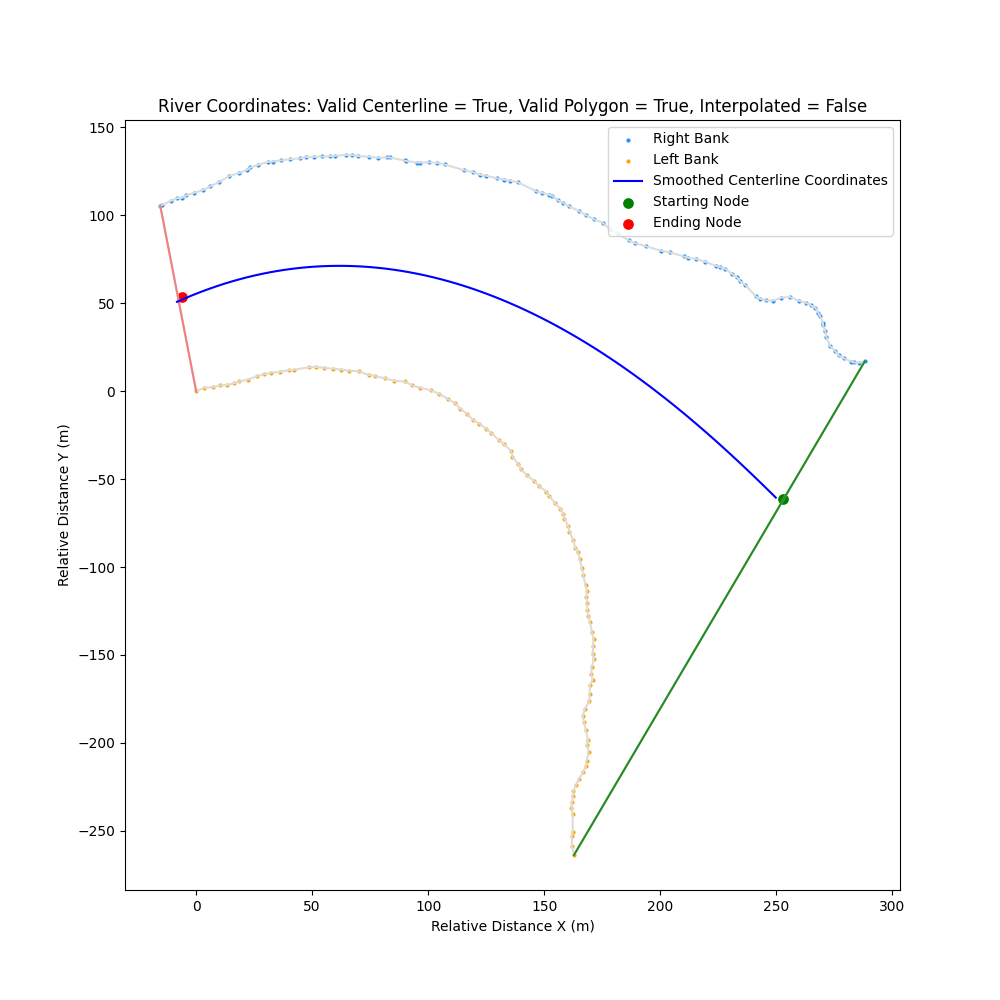 River Coordinates: Valid Centerline = True, Valid Polygon = True, Interpolated = False
Right Bank
Left Bank
Smoothed Centerline Coordinates
Starting Node
Ending Node
150
100
50
0
−50
−100
−150
−200
−250
Relative Distance Y (m)
0
50
100
150
200
250
300
Relative Distance X (m)